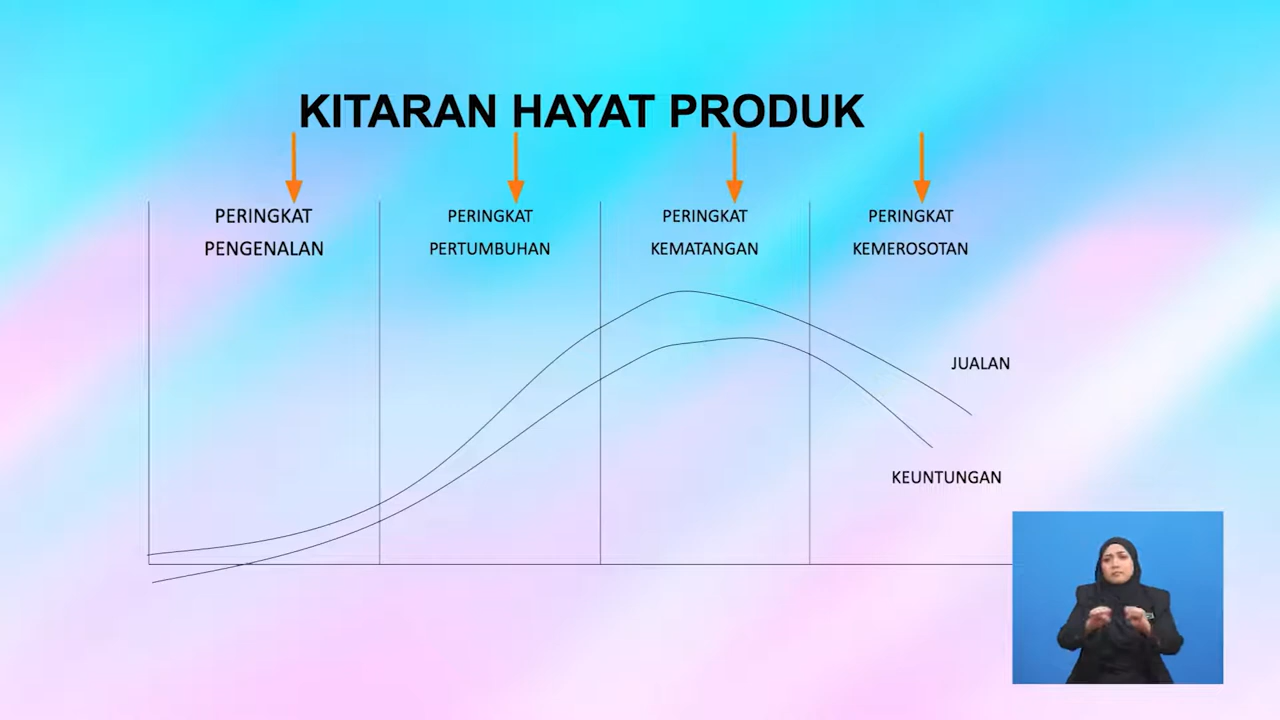 KITARAN HAYAT PRODUK
PERINGKAT
PENGENALAN
PERINGKAT
PERTUMBUHAN
PERINGKAT
KEMATANGAN
PERINGKAT
KEMEROSOTAN
JUALAN
KEUNTUNGAN